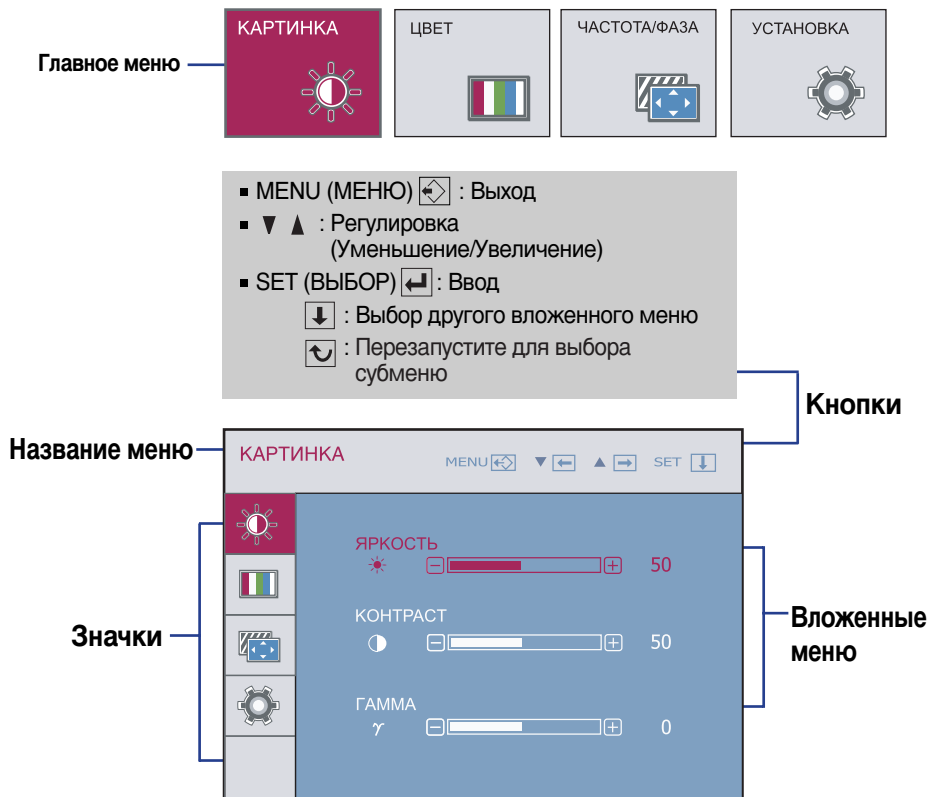 КАРТИНКА
ЦВЕТ
ЧАСТОТА/ФАЗА
УСТАНОВКА
Главное меню
MENU (МЕНЮ) : Выход
▼ ▲ : Регулировка
(Уменьшение/Увеличение)
SET (ВЫБОР) : Ввод
: Выбор другого вложенного меню
: Перезапустите для выбора
субменю
Кнопки
Название меню
КАРТИНКА
MENU ▼ ▲ SET
ЯРКОСТЬ
50
КОНТРАСТ
50
Значки
Вложенные
меню
ГАММА
γ 0